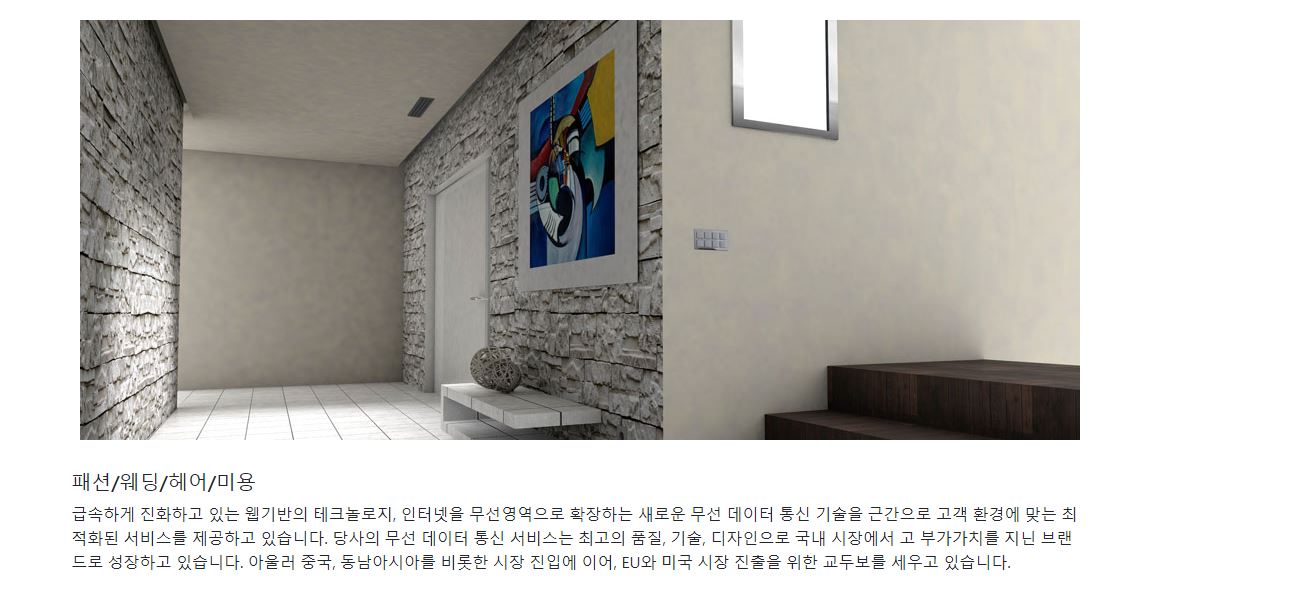 패션/웨딩/헤어/미용
급속하게 진화하고 있는 웹기반의 테크놀로지, 인터넷을 무선영역으로 확장하는 새로운 무선 데이터 통신 기술을 근간으로 고객 환경에 맞는 최
적화된 서비스를 제공하고 있습니다. 당사의 무선 데이터 통신 서비스는 최고의 품질, 기술, 디자인으로 국내 시장에서 고 부가가치를 지닌 브랜
드로 성장하고 있습니다. 아울러 중국, 동남아시아를 비롯한 시장 진입에 이어, EU와 미국 시장 진출을 위한 교두보를 세우고 있습니다.